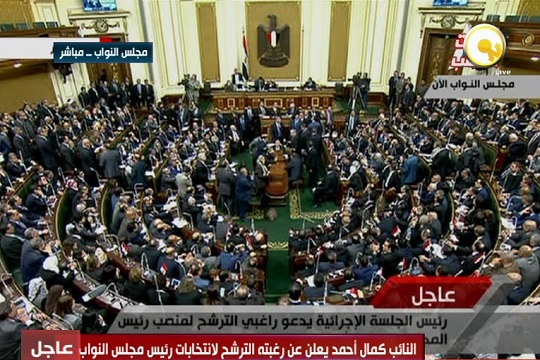 مجلس النواب ــ مباشر
مجلس النواب الآن
عاجل
رئيس الجلسة الإجرائية يدعو راغبي الترشح لمنصب رئيس
النائب كمال أحمد يعلن عن رغبته الترشح لانتخابات رئيس مجلس النواب
عاجل